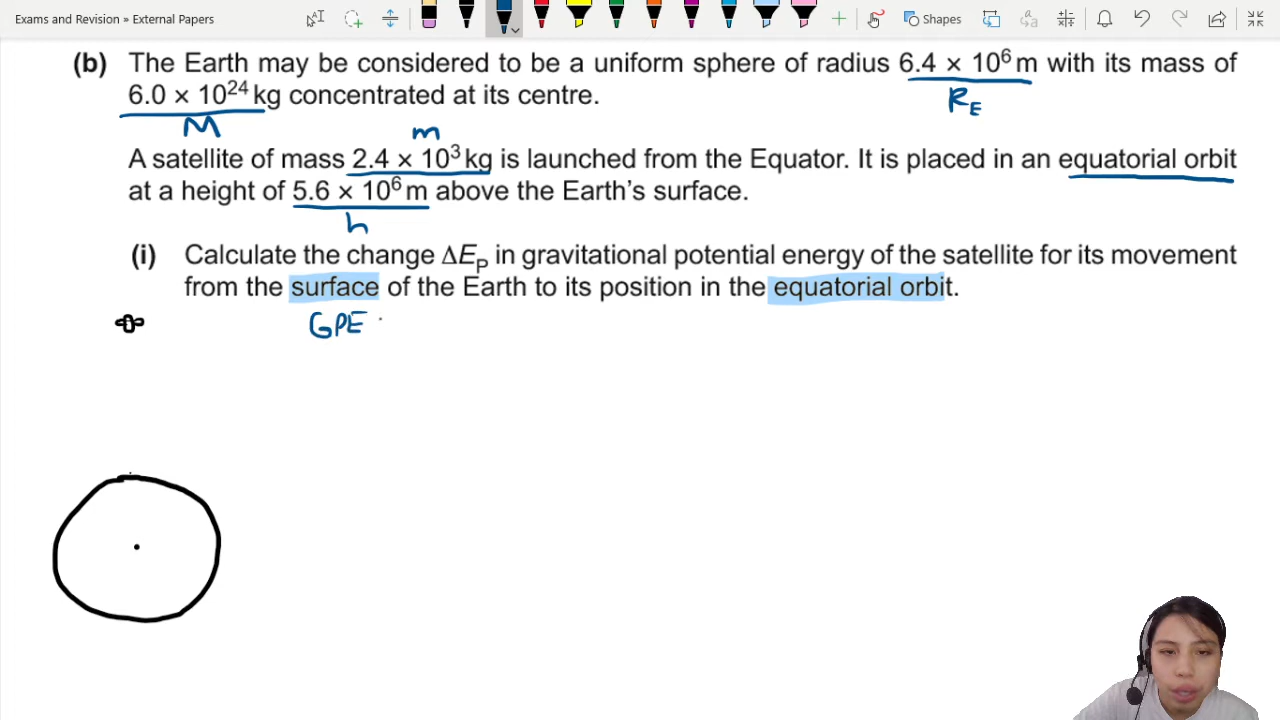 Exams and Revision » External Papers
Shapes
(b) The Earth may be considered to be a uniform sphere of radius 6.4 × 10⁶ m with its mass of
6.0 × 10²⁴ kg concentrated at its centre.
R_E
M
m
A satellite of mass 2.4 × 10³ kg is launched from the Equator. It is placed in an equatorial orbit
at a height of 5.6 × 10⁶ m above the Earth's surface.
h
(i) Calculate the change ΔE_P in gravitational potential energy of the satellite for its movement
from the surface of the Earth to its position in the equatorial orbit.
GPE